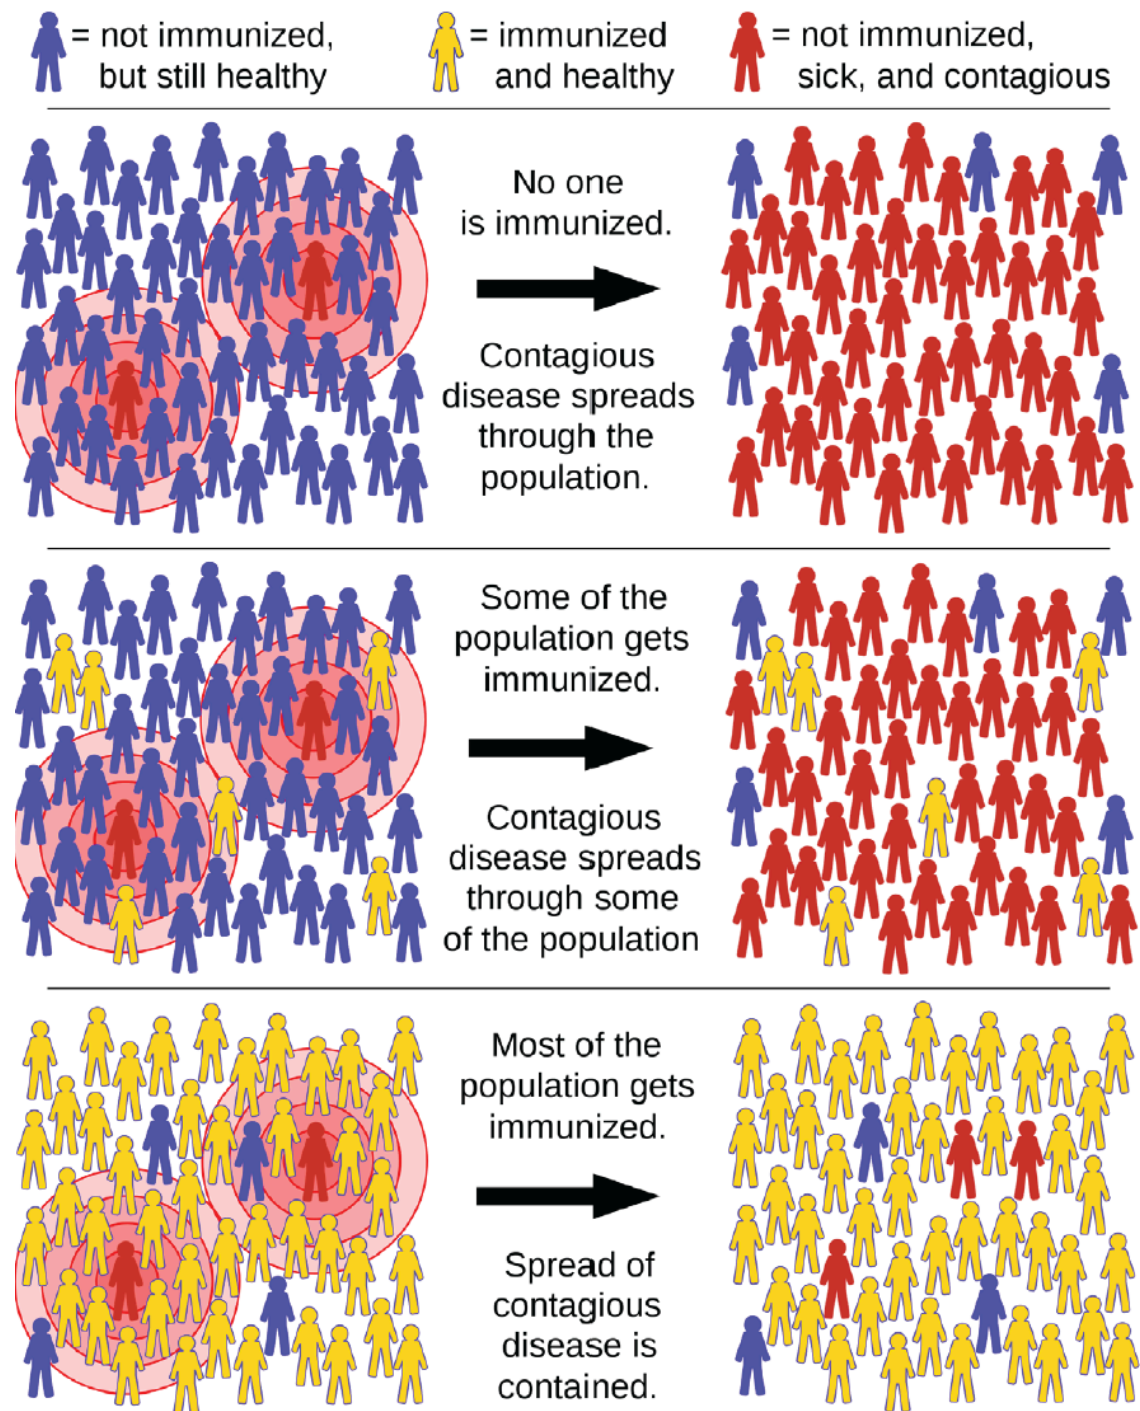 = not immunized,
but still healthy
= immunized
and healthy
= not immunized,
sick, and contagious
No one
is immunized.
Contagious
disease spreads
through the
population.
Some of the
population gets
immunized.
Contagious
disease spreads
through some
of the population
Most of the
population gets
immunized.
Spread of
contagious
disease is
contained.